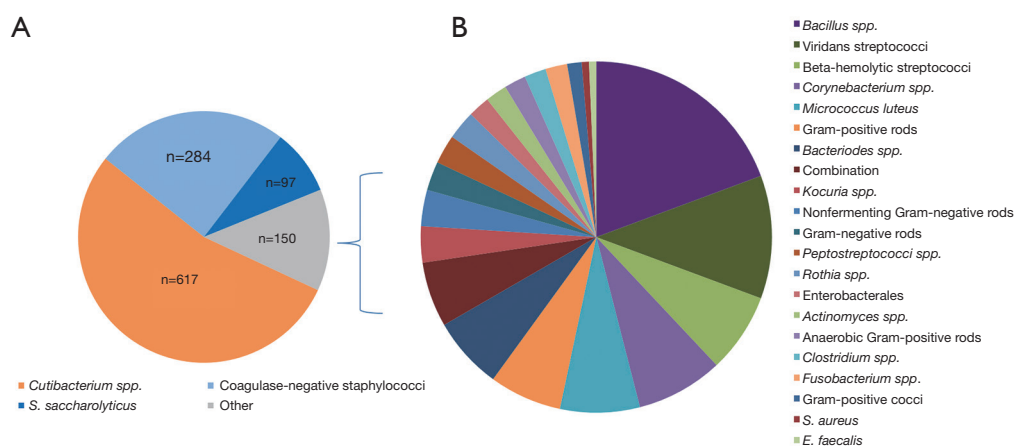 A
B
n=284
n=97
n=150
n=617
Cutibacterium spp.
Coagulase-negative staphylococci
S. saccharolyticus
Other
Bacillus spp.
Viridans streptococci
Beta-hemolytic streptococci
Corynebacterium spp.
Micrococcus luteus
Gram-positive rods
Bacteriodes spp.
Combination
Kocuria spp.
Nonfermenting Gram-negative rods
Gram-negative rods
Peptostreptococci spp.
Rothia spp.
Enterobacterales
Actinomyces spp.
Anaerobic Gram-positive rods
Clostridium spp.
Fusobacterium spp.
Gram-positive cocci
S. aureus
E. faecalis